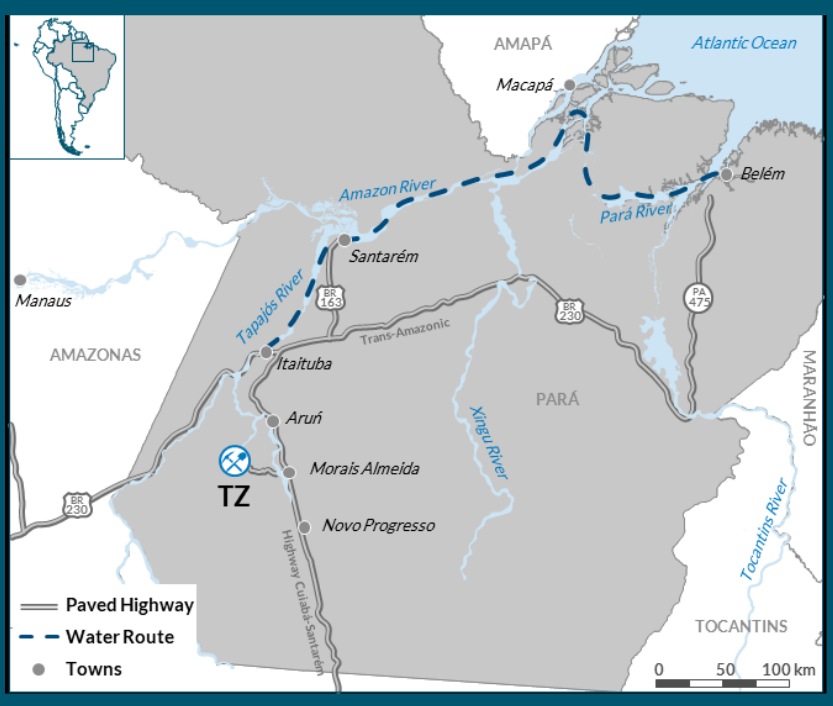 AMAPÁ
Atlantic Ocean
Macapá
Belém
Amazon River
Pará River
Santarém
Manaus
Tapajós River
BR
163
PA
475
BR
230
Trans-Amazonic
AMAZONAS
Itaituba
MARANHÃO
PARÁ
Aruń
Xingu River
Morais Almeida
TZ
BR
230
Novo Progresso
Tocantins River
Highway Cuiabá-Santarém
Paved Highway
Water Route
Towns
TOCANTINS
0 50 100 km